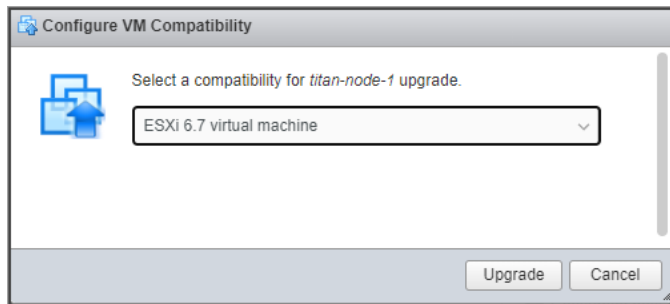 Configure VM Compatibility
Select a compatibility for titan-node-1 upgrade.
ESXi 6.7 virtual machine
Upgrade
Cancel